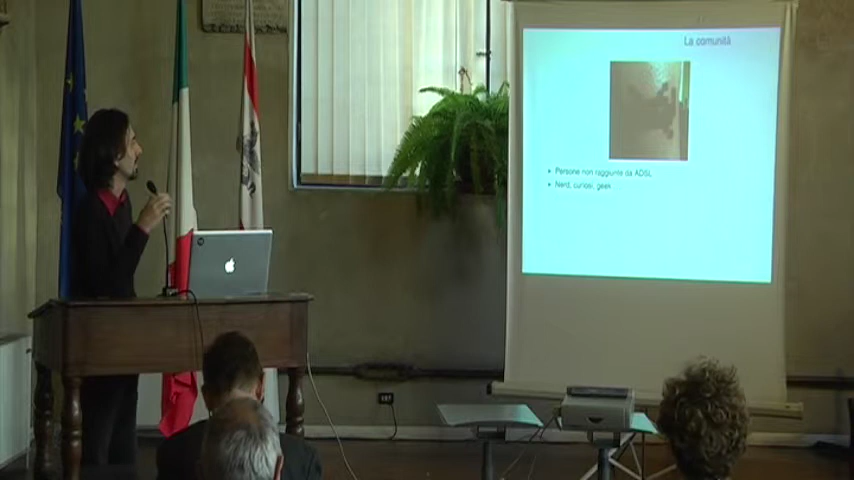 La comunità
Persone non raggiunte da ADSL
Nerd, curiosi, geek